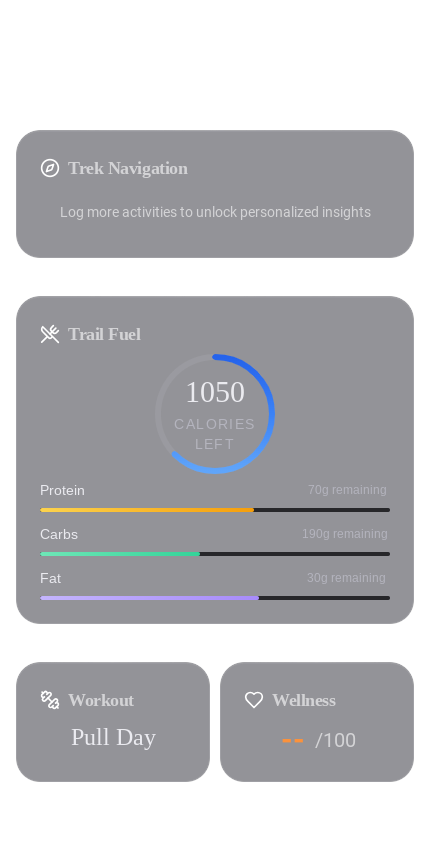 Trek Navigation
Log more activities to unlock personalized insights
Trail Fuel
1050
CALORIES
LEFT
Protein 70g remaining
Carbs 190g remaining
Fat 30g remaining
Workout
Pull Day
Wellness
-- /100